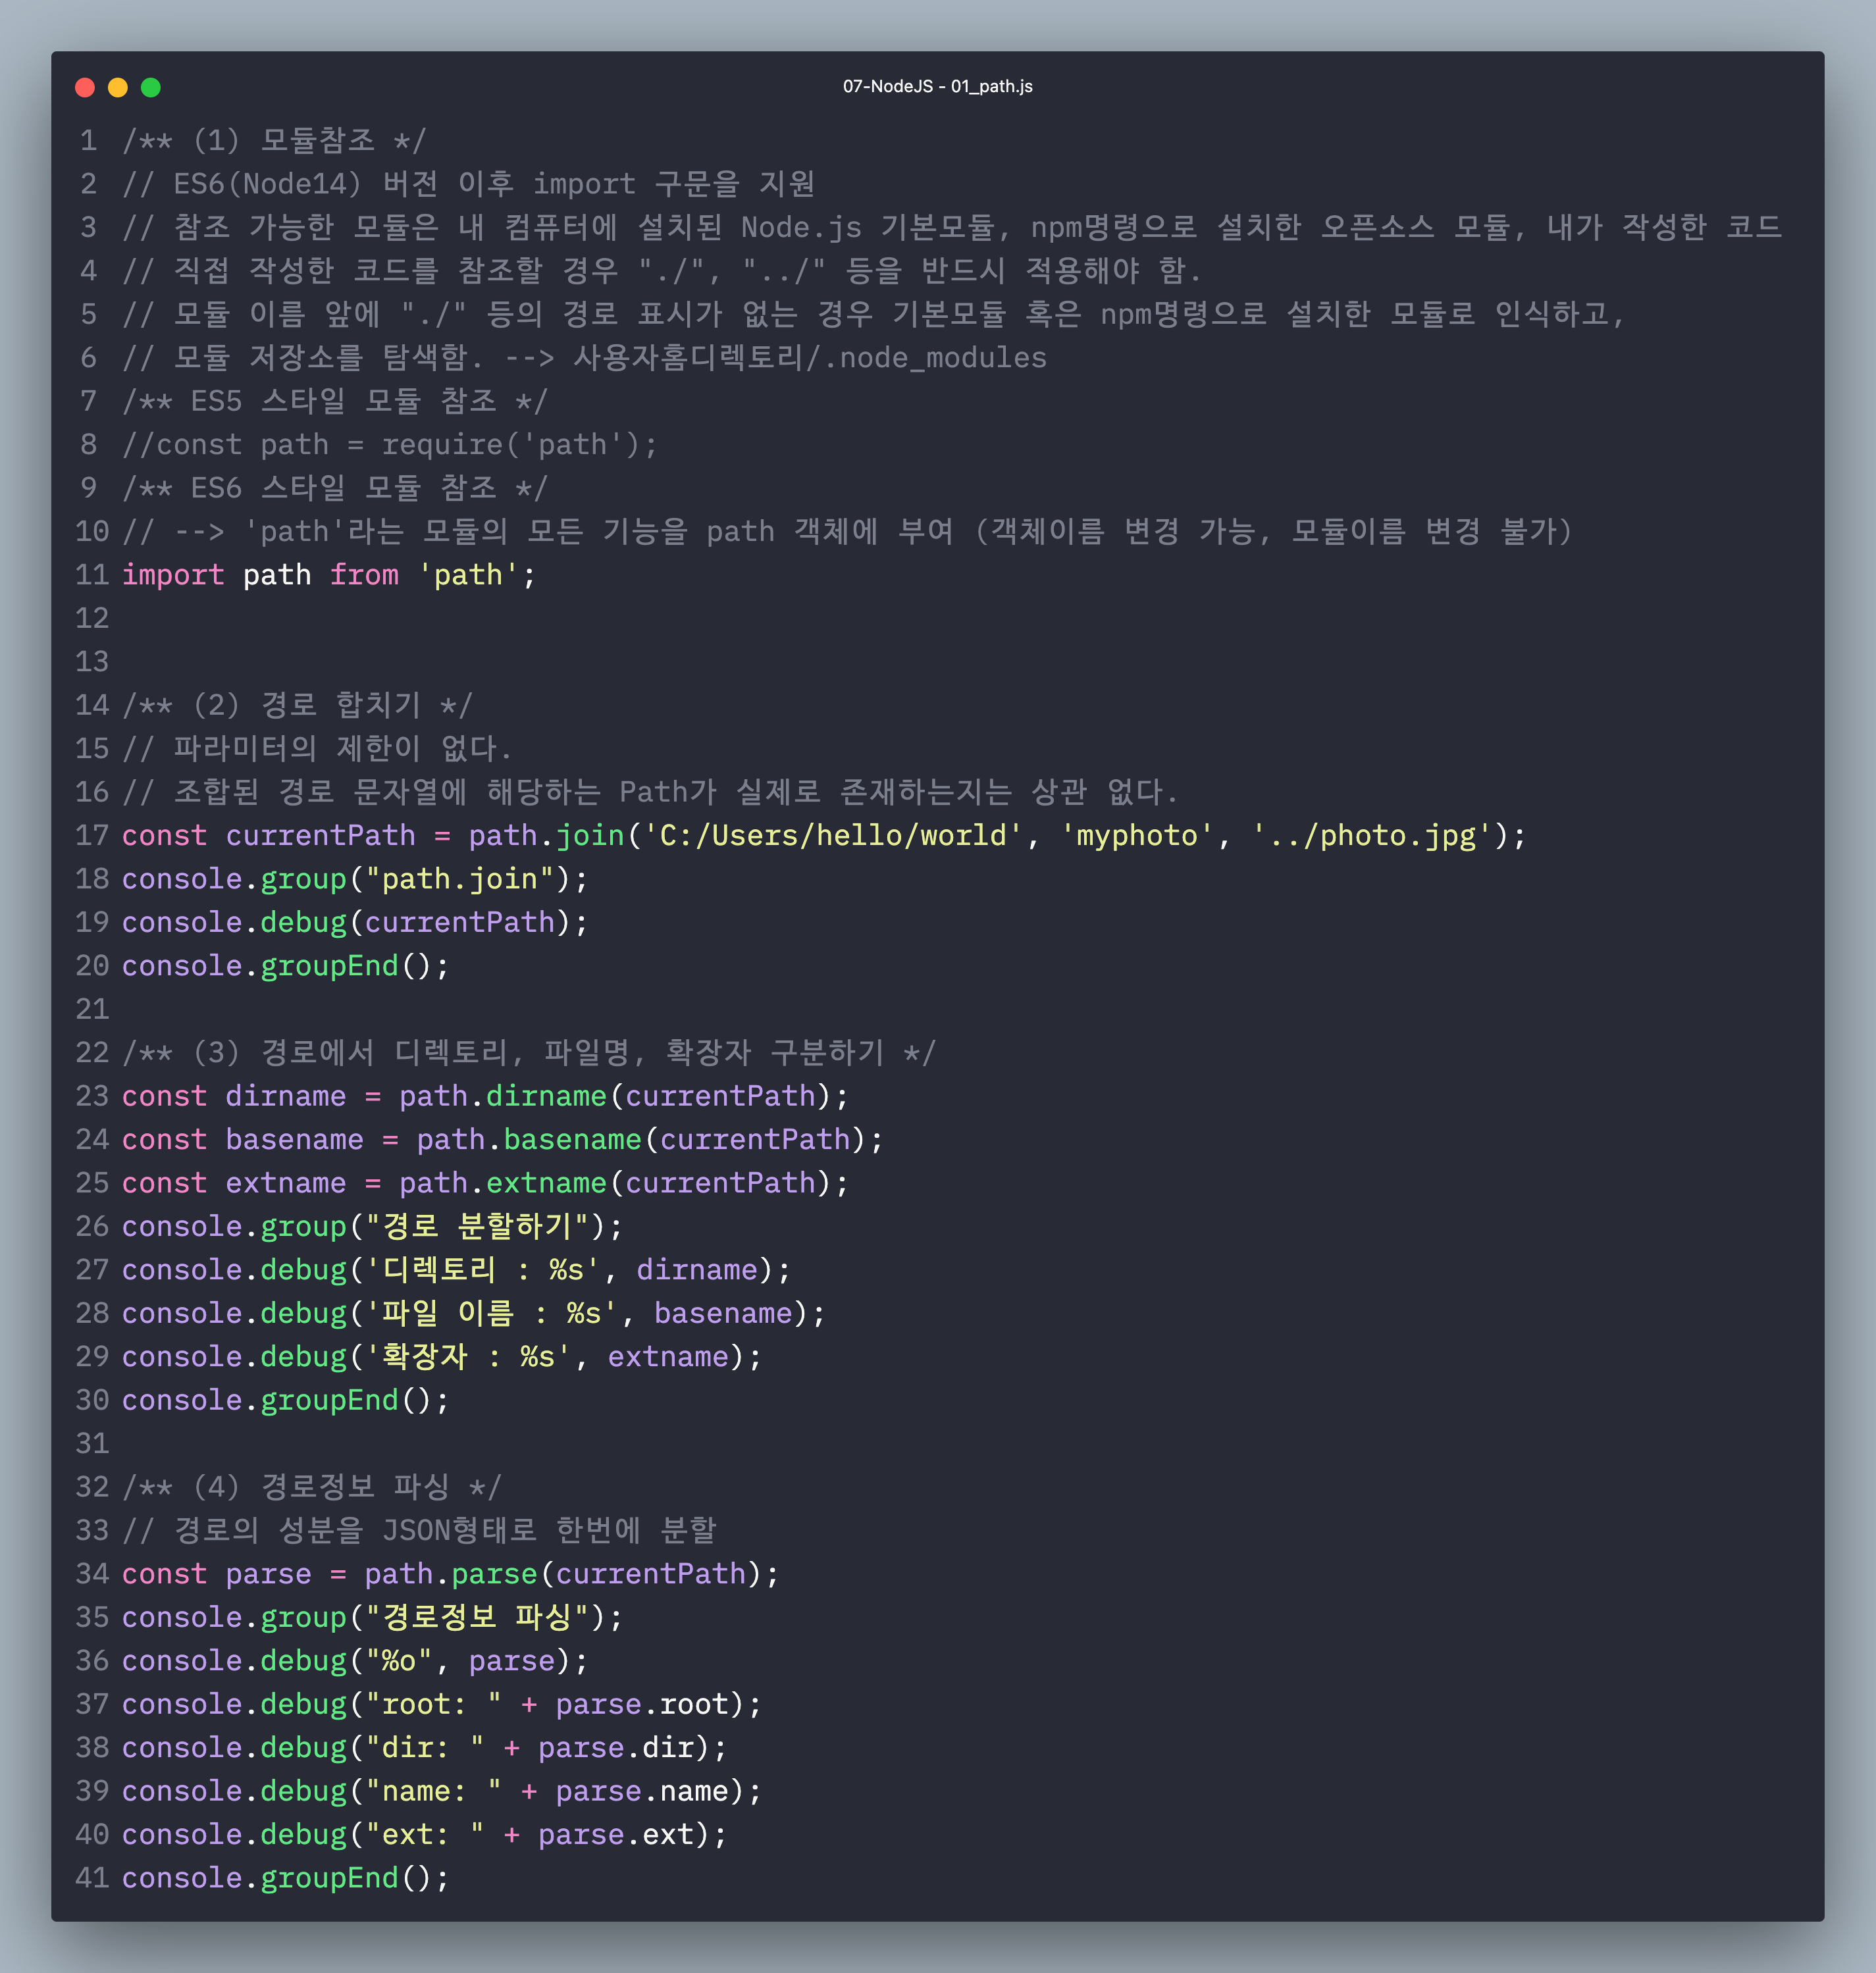 07-NodeJS - 01_path.js
1 /** (1) 모듈참조 */
2 // ES6(Node14) 버전 이후 import 구문을 지원
3 // 참조 가능한 모듈은 내 컴퓨터에 설치된 Node.js 기본모듈, npm명령으로 설치한 오픈소스 모듈, 내가 작성한 코드
4 // 직접 작성한 코드를 참조할 경우 "./", "../" 등을 반드시 적용해야 함.
5 // 모듈 이름 앞에 "./" 등의 경로 표시가 없는 경우 기본모듈 혹은 npm명령으로 설치한 모듈로 인식하고,
6 // 모듈 저장소를 탐색함. --> 사용자홈디렉토리/.node_modules
7 /** ES5 스타일 모듈 참조 */
8 //const path = require('path');
9 /** ES6 스타일 모듈 참조 */
10 // --> 'path'라는 모듈의 모든 기능을 path 객체에 부여 (객체이름 변경 가능, 모듈이름 변경 불가)
11 import path from 'path';
12
13
14 /** (2) 경로 합치기 */
15 // 파라미터의 제한이 없다.
16 // 조합된 경로 문자열에 해당하는 Path가 실제로 존재하는지는 상관 없다.
17 const currentPath = path.join('C:/Users/hello/world', 'myphoto', '../photo.jpg');
18 console.group("path.join");
19 console.debug(currentPath);
20 console.groupEnd();
21
22 /** (3) 경로에서 디렉토리, 파일명, 확장자 구분하기 */
23 const dirname = path.dirname(currentPath);
24 const basename = path.basename(currentPath);
25 const extname = path.extname(currentPath);
26 console.group("경로 분할하기");
27 console.debug('디렉토리 : %s', dirname);
28 console.debug('파일 이름 : %s', basename);
29 console.debug('확장자 : %s', extname);
30 console.groupEnd();
31
32 /** (4) 경로정보 파싱 */
33 // 경로의 성분을 JSON형태로 한번에 분할
34 const parse = path.parse(currentPath);
35 console.group("경로정보 파싱");
36 console.debug("%o", parse);
37 console.debug("root: " + parse.root);
38 console.debug("dir: " + parse.dir);
39 console.debug("name: " + parse.name);
40 console.debug("ext: " + parse.ext);
41 console.groupEnd();